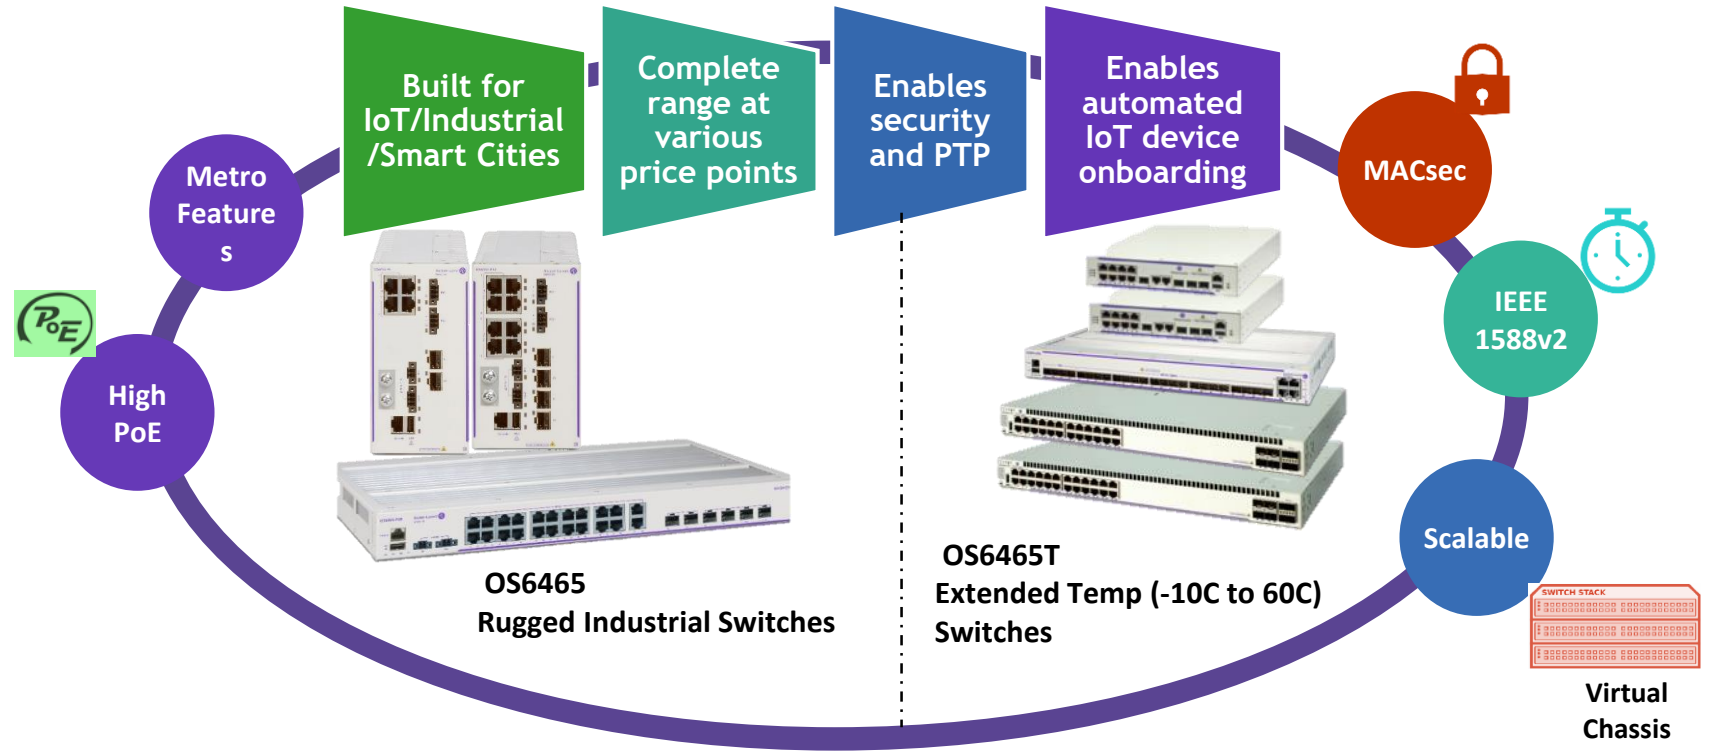 Built for
IoT/Industrial
/Smart Cities
Complete
range at
various
price points
Enables
security
and PTP
Enables
automated
IoT device
onboarding
Metro
Feature
s
PoE
High
PoE
MACsec
IEEE
1588v2
Scalable
SWITCH STACK
Virtual
Chassis
OS6465
Rugged Industrial Switches
OS6465T
Extended Temp (-10C to 60C)
Switches